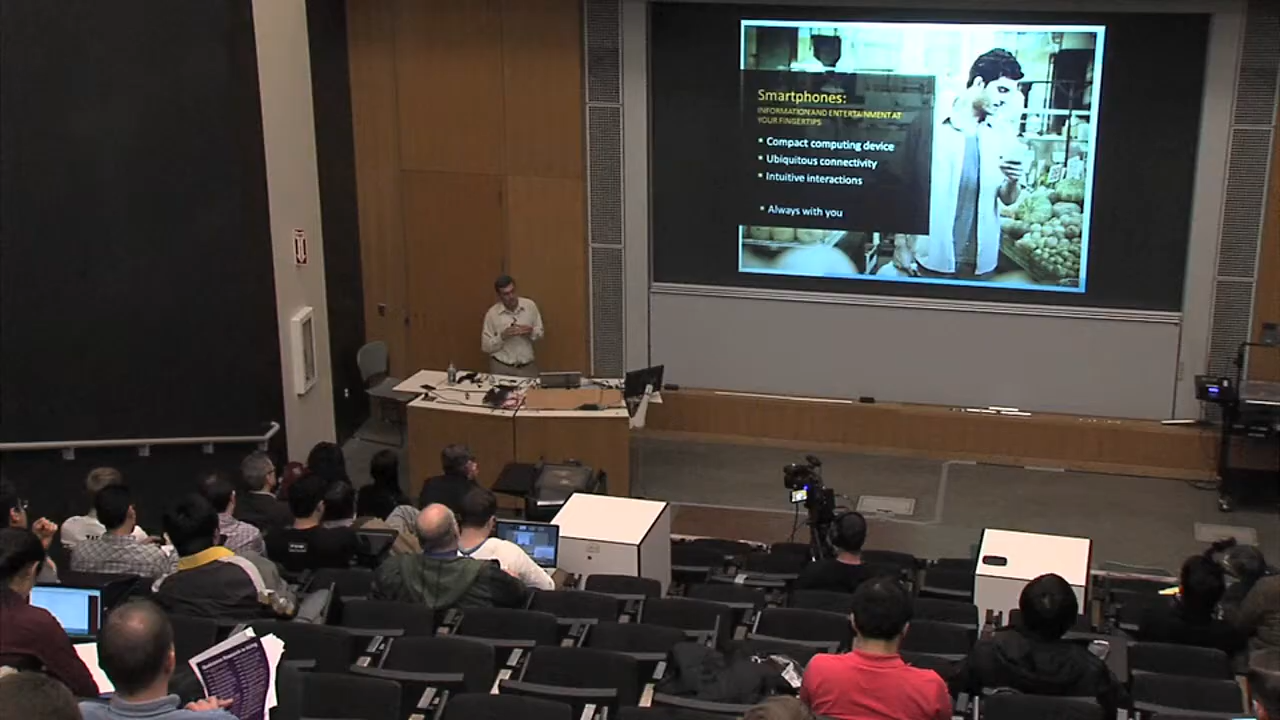 Smartphones:
INFORMATION AND ENTERTAINMENT AT
YOUR FINGERTIPS
▪ Compact computing device
▪ Ubiquitous connectivity
▪ Intuitive interactions
▪ Always with you